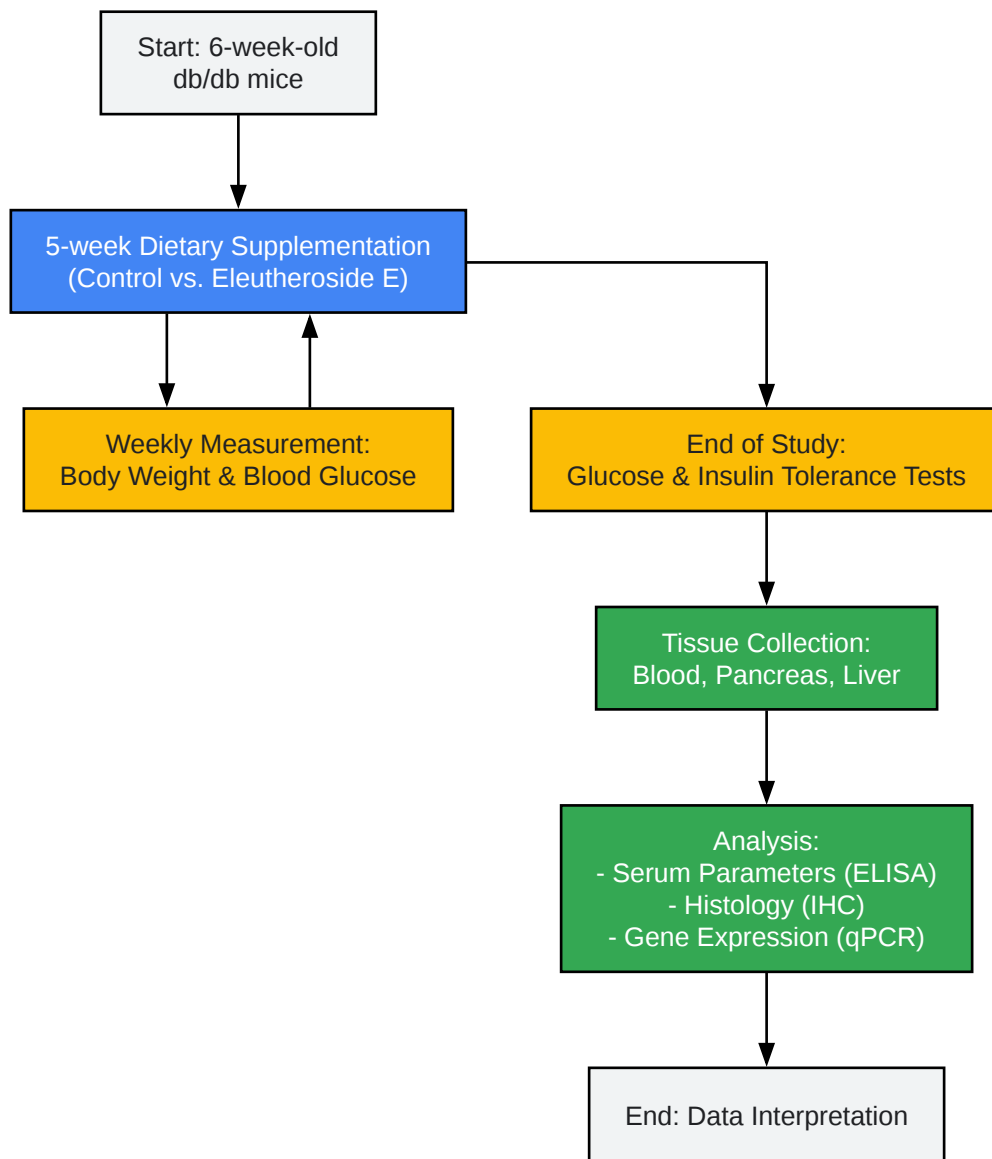 Start: 6-week-old
db/db mice
5-week Dietary Supplementation
(Control vs. Eleutheroside E)
Weekly Measurement:
Body Weight & Blood Glucose
End of Study:
Glucose & Insulin Tolerance Tests
Tissue Collection:
Blood, Pancreas, Liver
Analysis:
- Serum Parameters (ELISA)
- Histology (IHC)
- Gene Expression (qPCR)
End: Data Interpretation